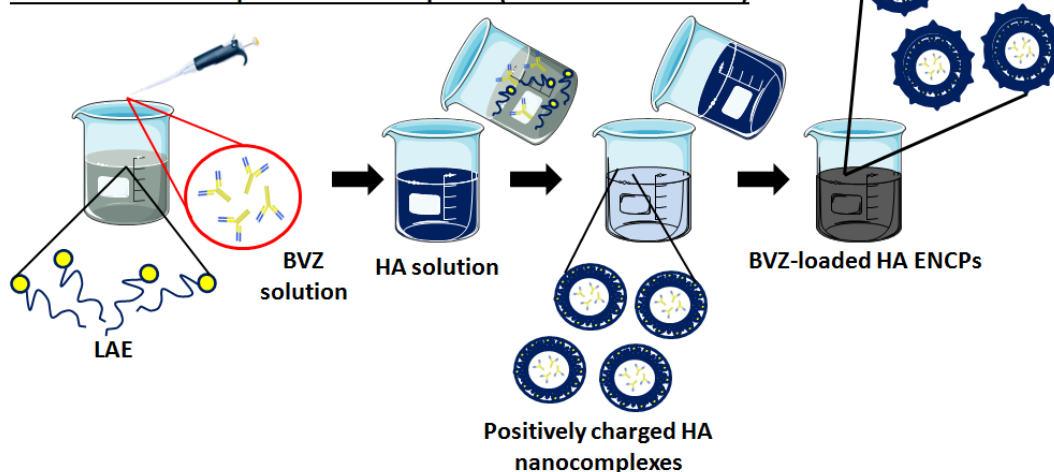 BVZ
solution
LAE
HA solution
Positively charged HA
nanocomplexes
BVZ-loaded HA ENCPs